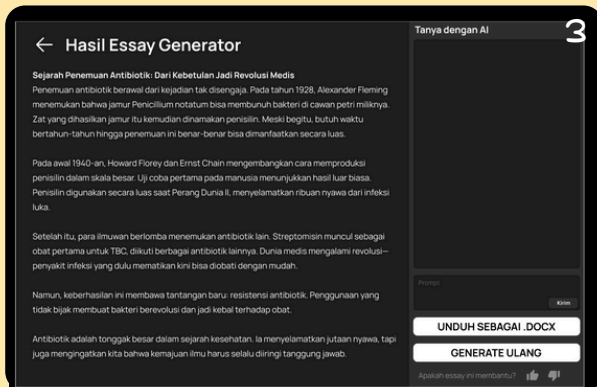 ← Hasil Essay Generator
Sejarah Penemuan Antibiotik: Dari Kebetulan Jadi Revolusi Medis
Penemuan antibiotik berawal dari kejadian tak disengaja. Pada tahun 1928, Alexander Fleming
menemukan bahwa jamur Penicillium notatum bisa membunuh bakteri di cawan petri miliknya.
Zat yang dihasilkan jamur itu kemudian dinamakan penisilin. Meski begitu, butuh waktu
bertahun-tahun hingga penemuan ini benar-benar bisa dimanfaatkan secara luas.
Pada awal 1940-an, Howard Florey dan Ernst Chain mengembangkan cara memproduksi
penisilin dalam skala besar. Uji coba pertama pada manusia menunjukkan hasil luar biasa.
Penisilin digunakan secara luas saat Perang Dunia II, menyelamatkan ribuan nyawa dari infeksi
luka.
Setelah itu, para ilmuwan berlomba menemukan antibiotik lain. Streptomisin muncul sebagai
obat pertama untuk TBC, diikuti berbagai antibiotik lainnya. Dunia medis mengalami revolusi—
penyakit infeksi yang dulu mematikan kini bisa diobati dengan mudah.
Namun, keberhasilan ini membawa tantangan baru: resistensi antibiotik. Penggunaan yang
tidak bijak membuat bakteri berevolusi dan jadi kebal terhadap obat.
Antibiotik adalah tonggak besar dalam sejarah kesehatan. Ia menyelamatkan jutaan nyawa, tapi
juga mengingatkan kita bahwa kemajuan ilmu harus selalu diiringi tanggung jawab.
Tanya dengan AI
3
Prompt
Kirim
UNDUH SEBAGAI .DOCX
GENERATE ULANG
Apakah essay ini membantu?